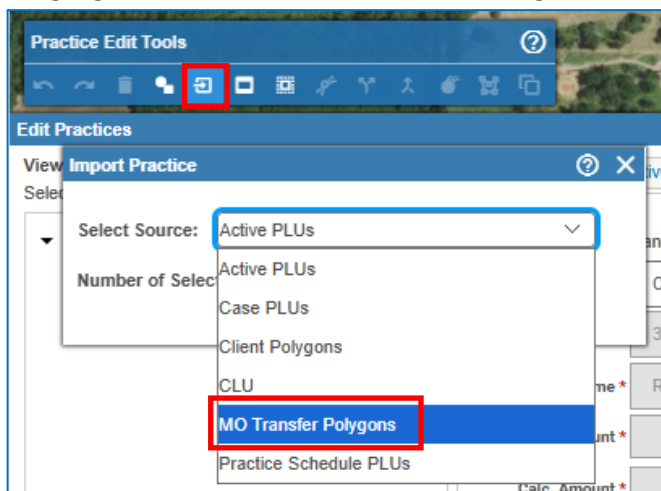 Practice Edit Tools
Edit Practices
View
Import Practice
Select Source: Active PLUs
Active PLUs
Number of Selec
Case PLUs
Client Polygons
CLU
me *
MO Transfer Polygons
unt *
Practice Schedule PLUs
Calc. Amount *